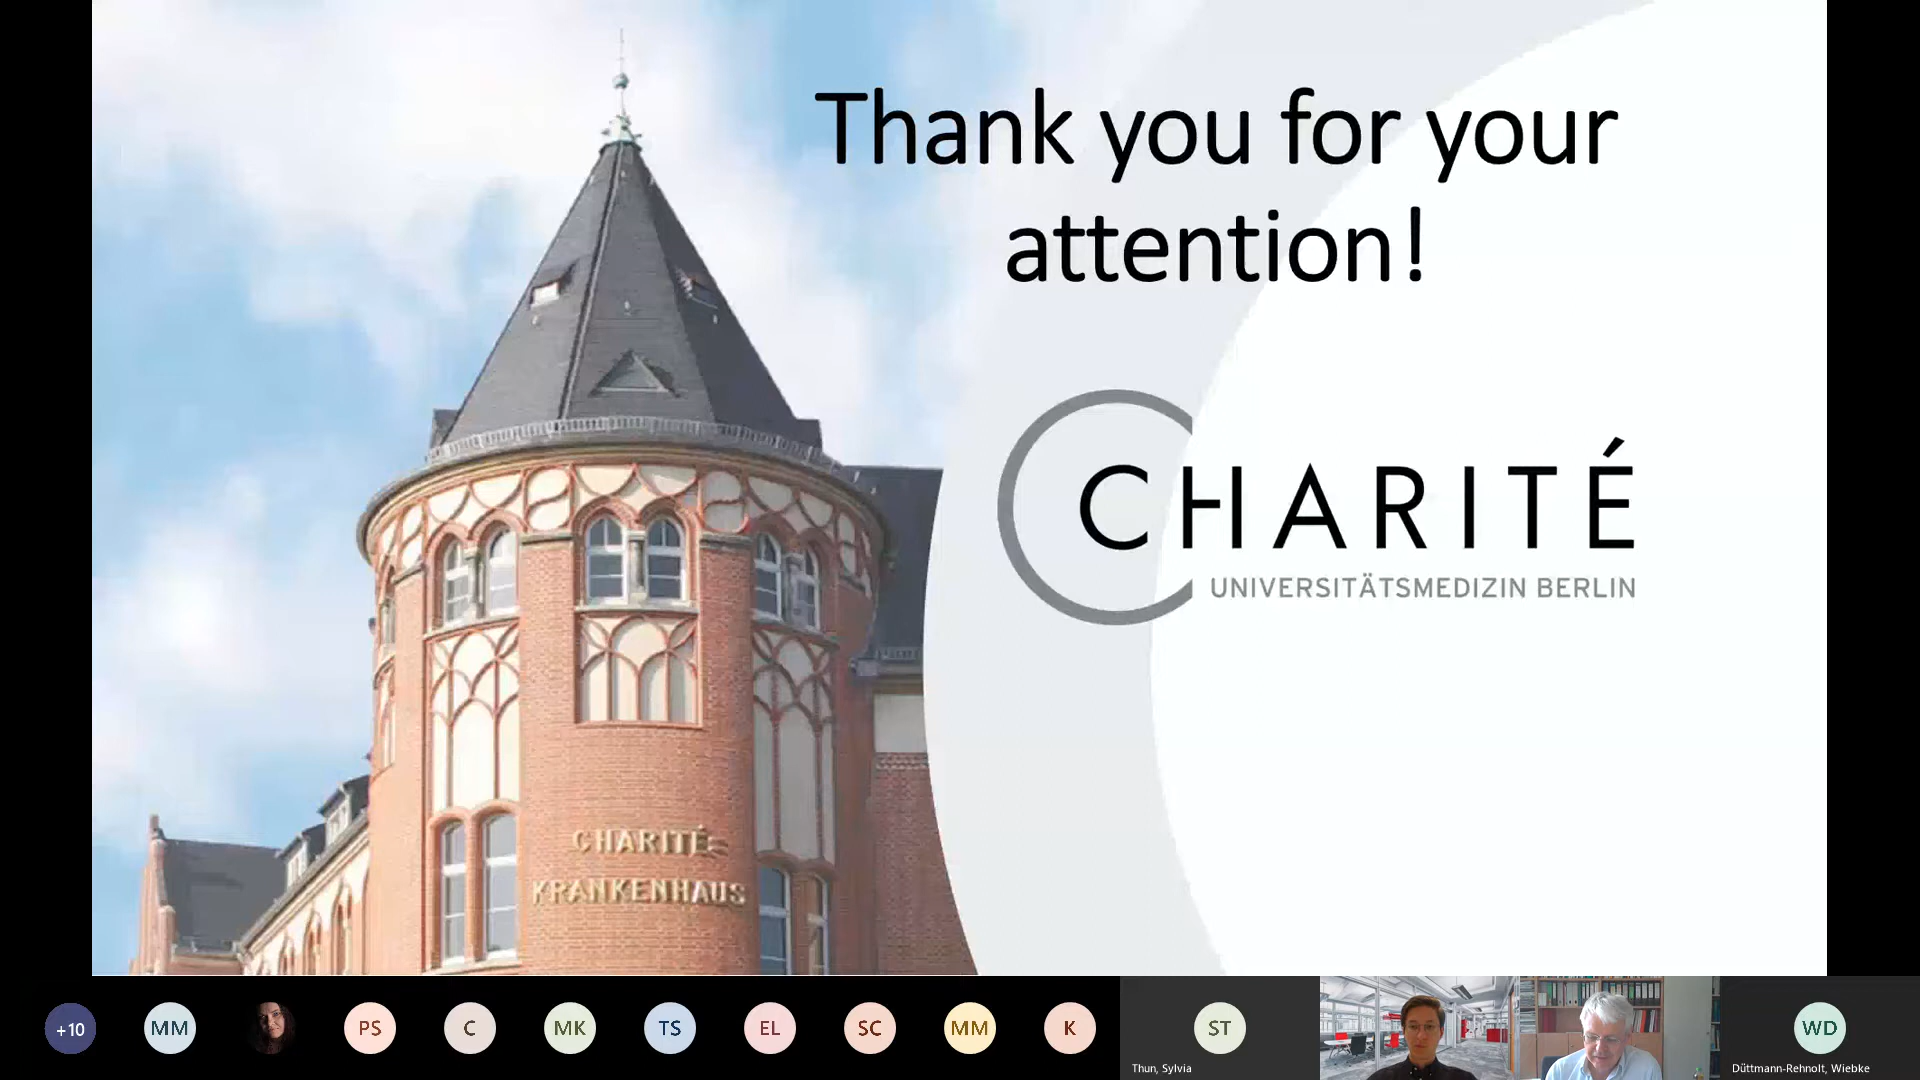 Thank you for your
attention!
CHARITÉ
UNIVERSITÄTSMEDIZIN BERLIN
CHARITÉ
KRANKENHAUS
+10
MM
PS
C
MK
TS
EL
SC
MM
K
ST
WD
Thun, Sylvia
Düttmann-Rehnolt, Wiebke